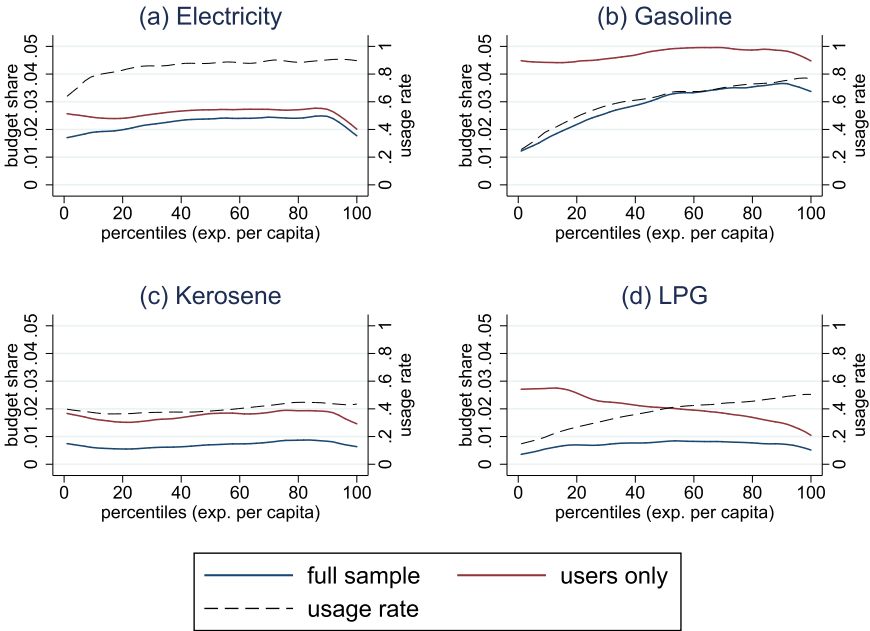 (a) Electricity
budget share
0 .01 .02 .03 .04 .05
0 .2 .4 .6 .8 1
usage rate
0 20 40 60 80 100
percentiles (exp. per capita)
(b) Gasoline
budget share
0 .01 .02 .03 .04 .05
0 .2 .4 .6 .8 1
usage rate
0 20 40 60 80 100
percentiles (exp. per capita)
(c) Kerosene
budget share
0 .01 .02 .03 .04 .05
0 .2 .4 .6 .8 1
usage rate
0 20 40 60 80 100
percentiles (exp. per capita)
(d) LPG
budget share
0 .01 .02 .03 .04 .05
0 .2 .4 .6 .8 1
usage rate
0 20 40 60 80 100
percentiles (exp. per capita)
full sample
users only
usage rate